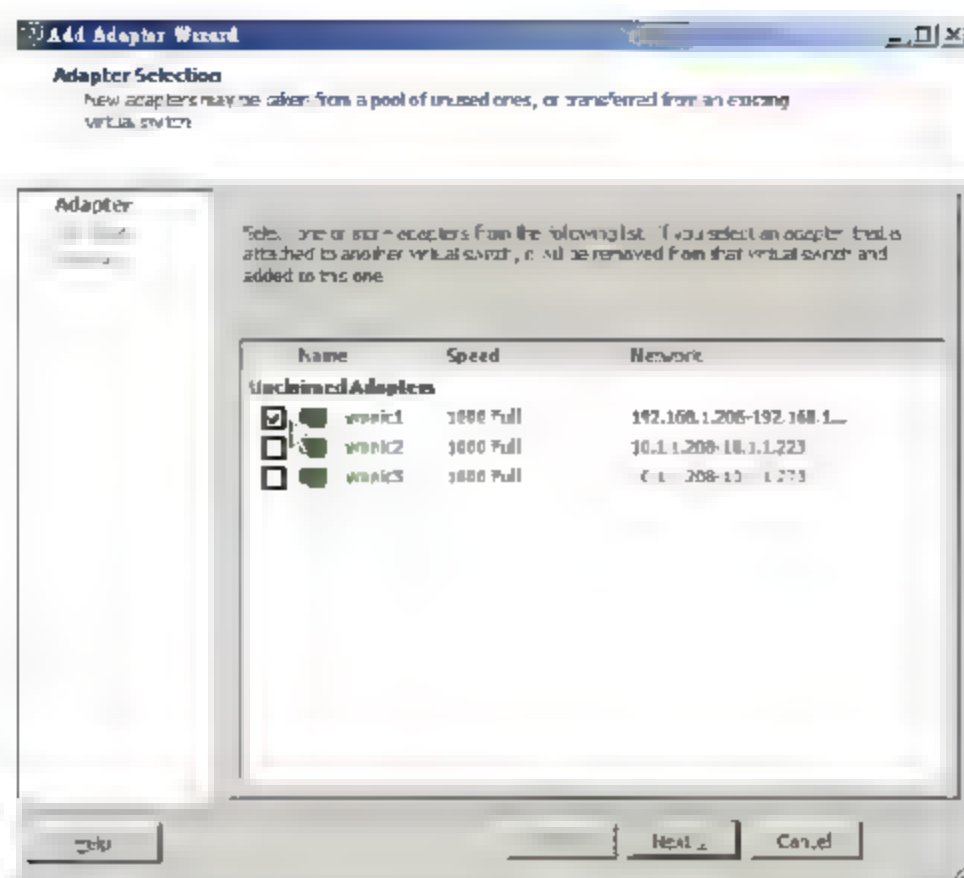 Add Adapter Wizard
Adapter Selection
New adapters may be taken from a pool of unused ones, or transferred from an existing
virtual switch
Adapter
Select one or more adapters from the following list. If you select an adapter that is
attached to another virtual switch, it will be removed from that virtual switch and
added to this one
Name Speed Network
Unclaimed Adapters
vmnic1 1000 Full 192.168.1.208-192.168.1...
vmnic2 1000 Full 10.1.1.208-10.1.1.223
vmnic3 1000 Full
Help Next Cancel